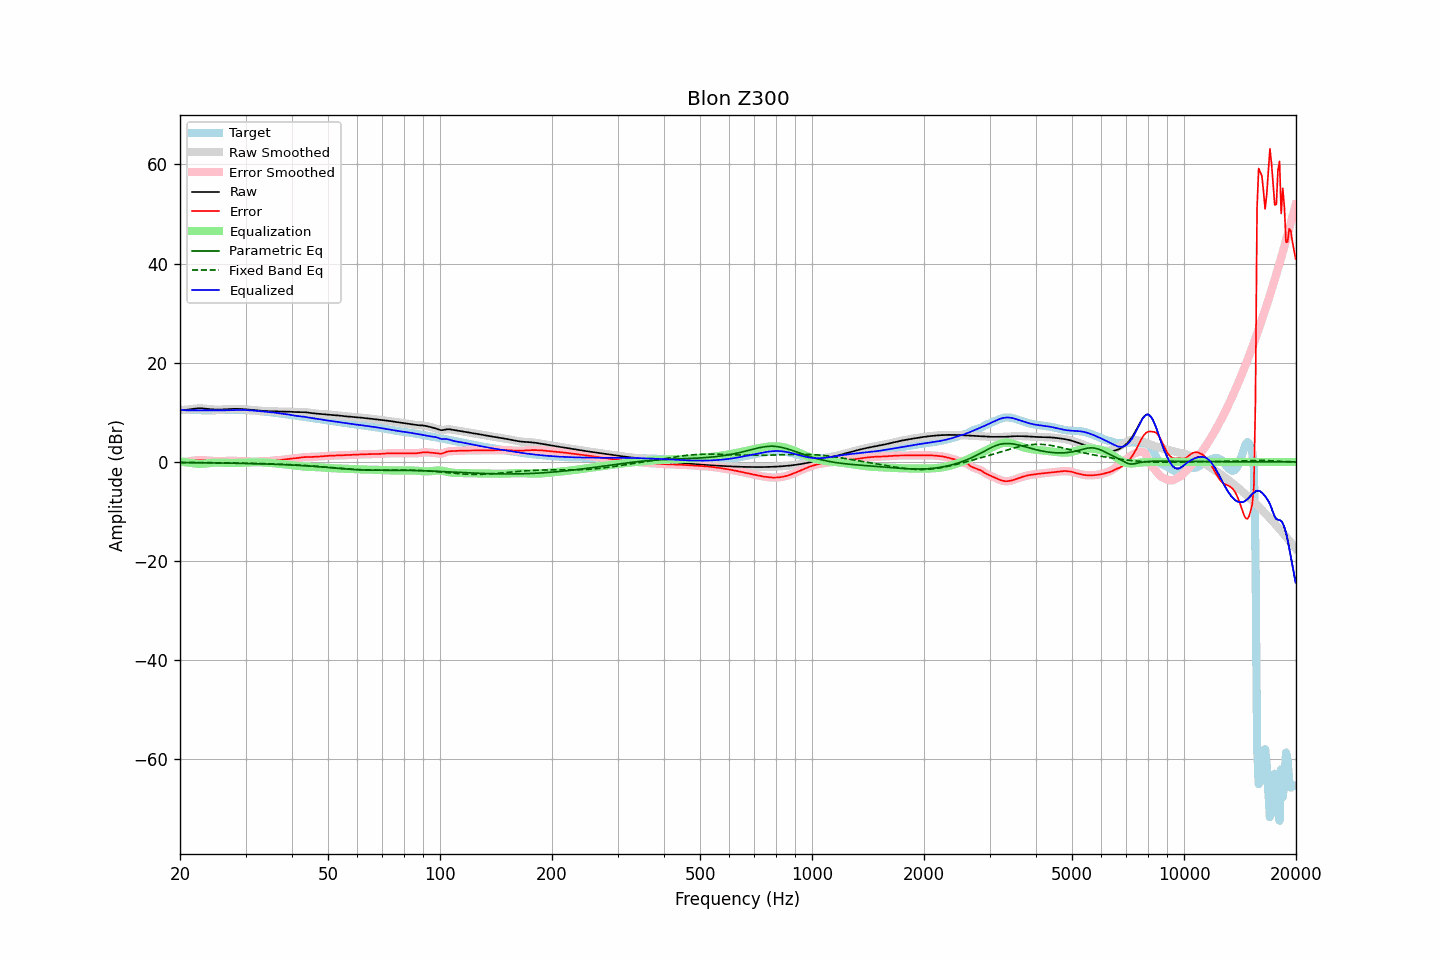 Blon Z300
Target
Raw Smoothed
Error Smoothed
Raw
Error
Equalization
Parametric Eq
Fixed Band Eq
Equalized
60
40
20
0
−20
−40
−60
Amplitude (dBr)
20 50 100 200 500 1000 2000 5000 10000 20000
Frequency (Hz)